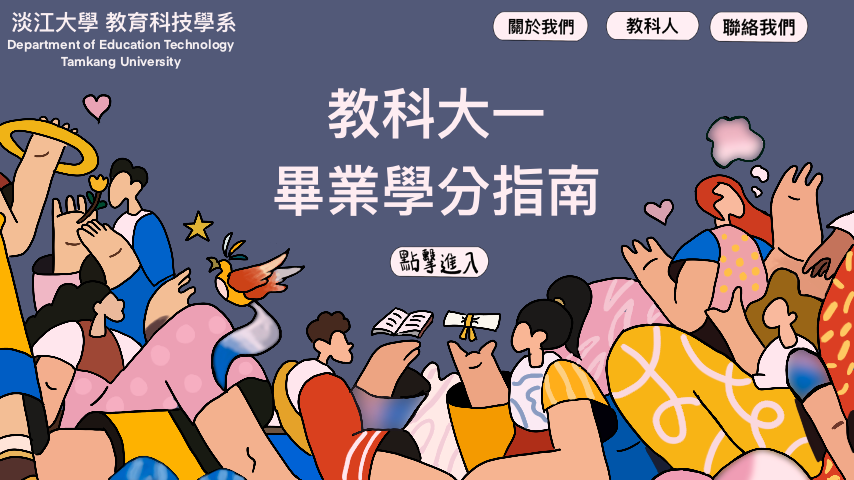 淡江大學 教育科技學系
Department of Education Technology
Tamkang University
關於我們
教科人
聯絡我們
教科大一
畢業學分指南
點擊進入